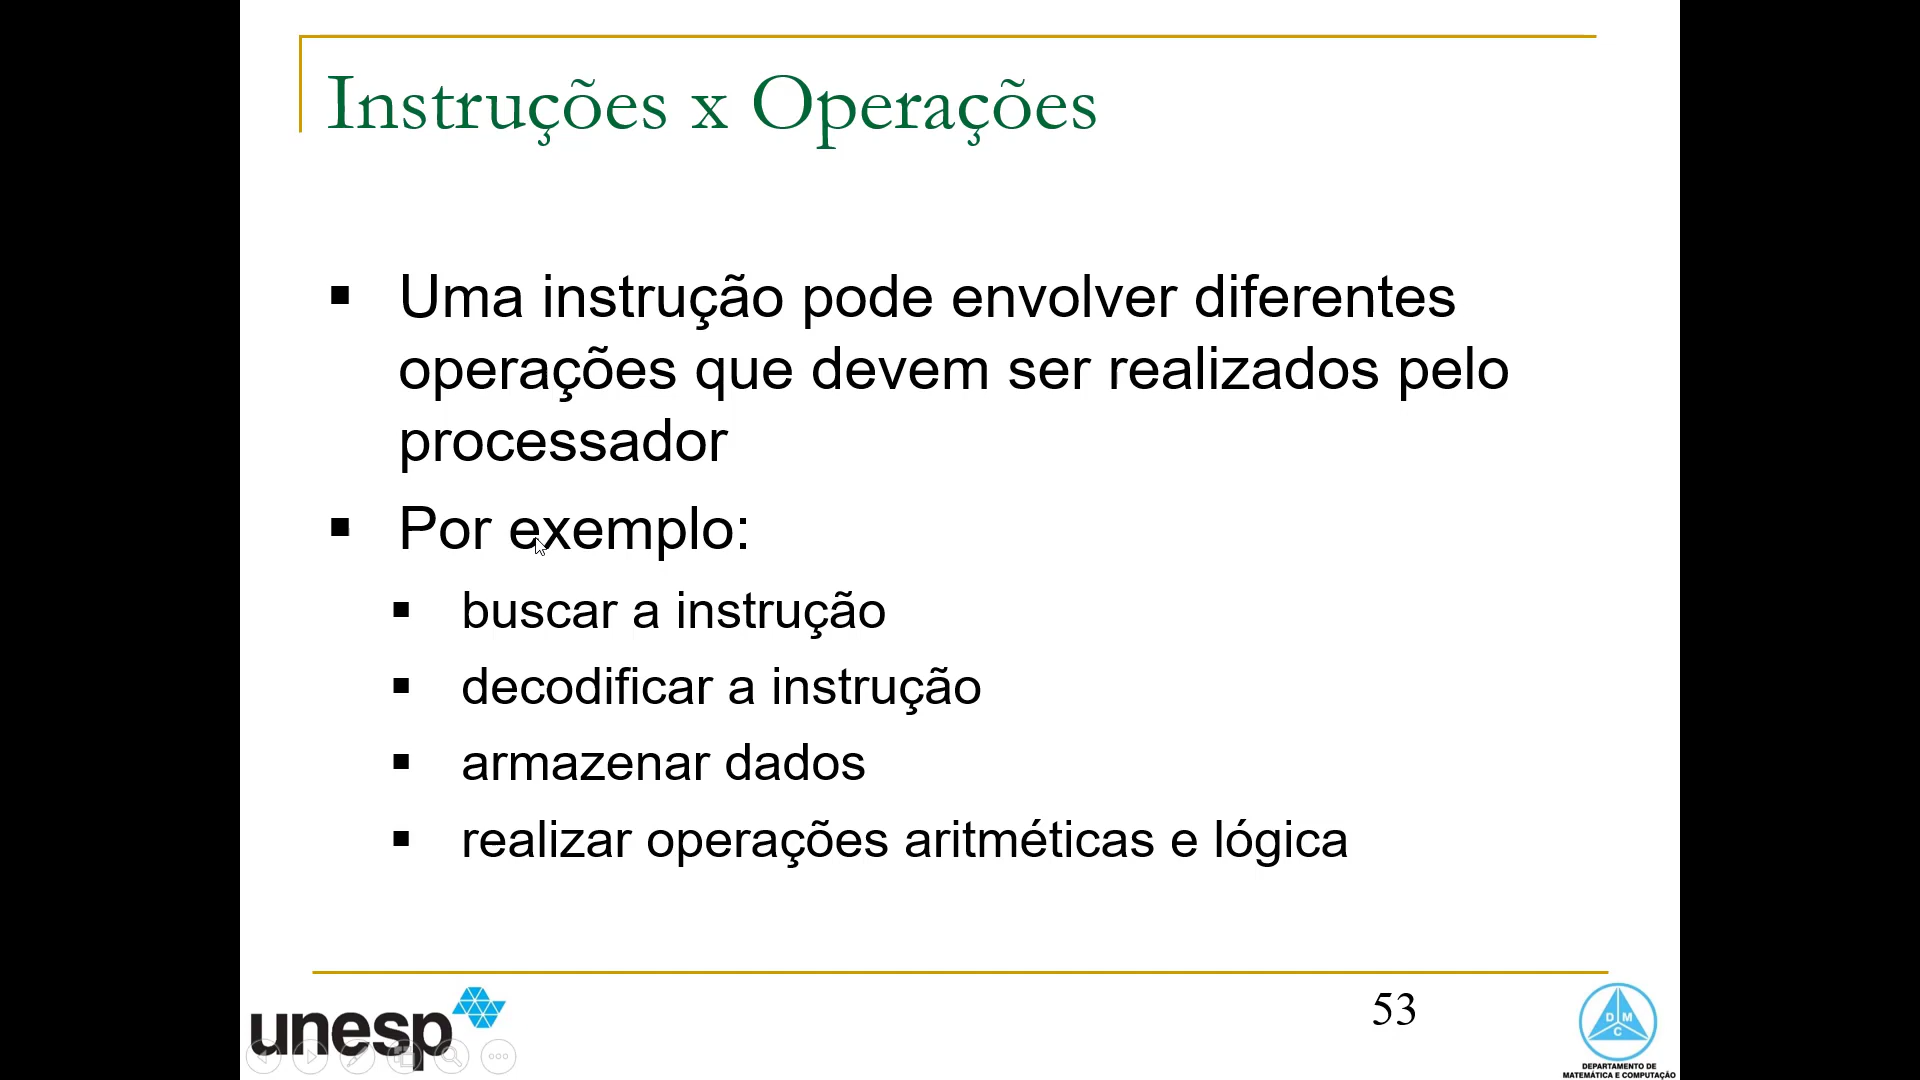 Instruções x Operações
Uma instrução pode envolver diferentes
operações que devem ser realizados pelo
processador
Por exemplo:
buscar a instrução
decodificar a instrução
armazenar dados
realizar operações aritméticas e lógica
unesp
53
D M
C
DEPARTAMENTO DE
MATEMÁTICA E COMPUTAÇÃO